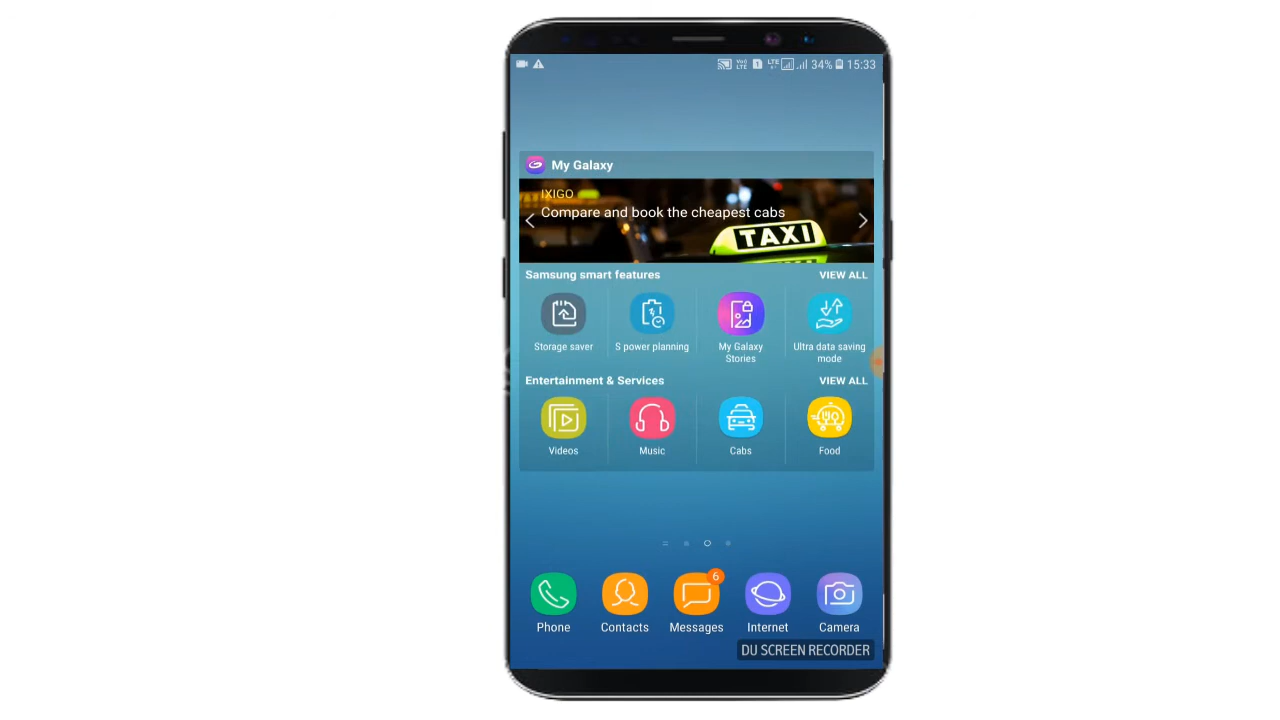 34% 15:33
My Galaxy
IXIGO
Compare and book the cheapest cabs
TAXI
Samsung smart features VIEW ALL
Storage saver S power planning My Galaxy Stories Ultra data saving mode
Entertainment & Services VIEW ALL
Videos Music Cabs Food
6
Phone Contacts Messages Internet Camera
DU SCREEN RECORDER